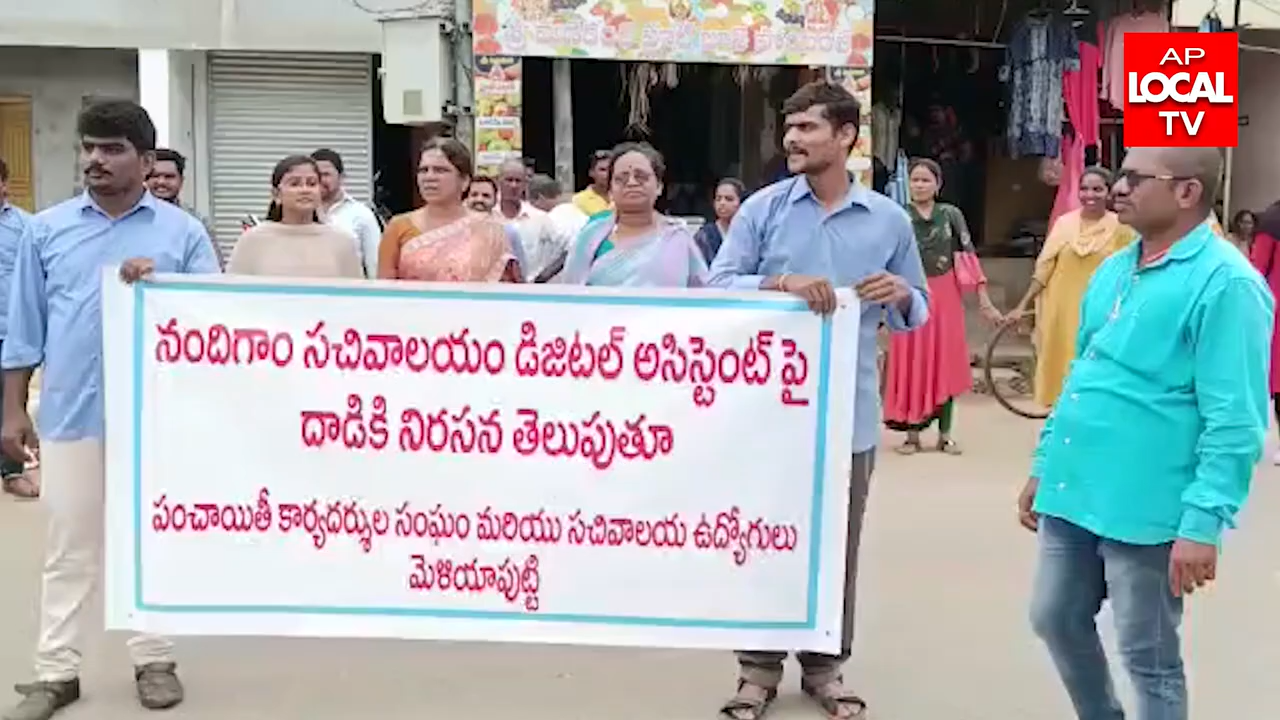 AP
LOCAL
TV
నందిగాం సచివాలయం డిజిటల్ అసిస్టెంట్ పై
దాడికి నిరసన తెలుపుతూ
పంచాయితీ కార్యదర్శుల సంఘం మరియు సచివాలయ ఉద్యోగులు
మెళియాపుట్టి